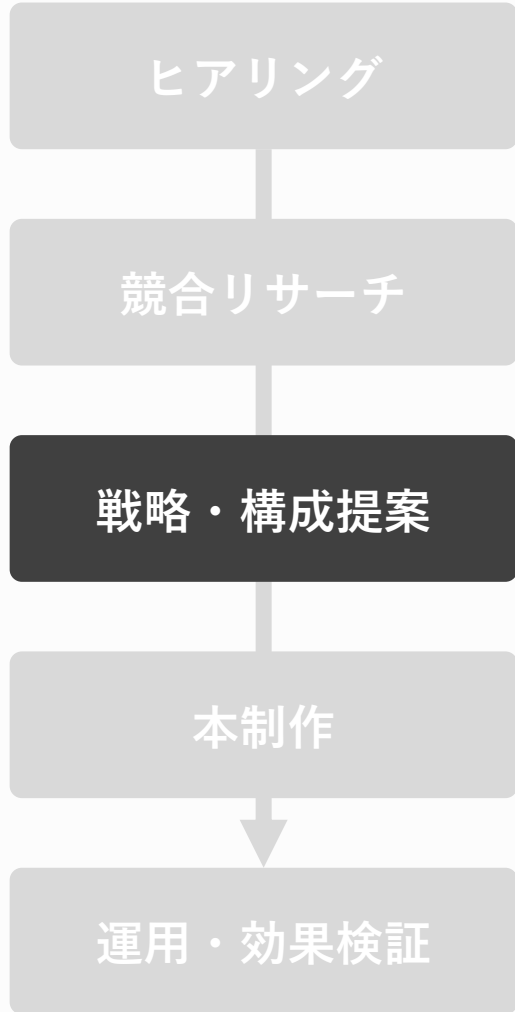 ヒアリング
競合リサーチ
戦略・構成提案
本制作
運用・効果検証